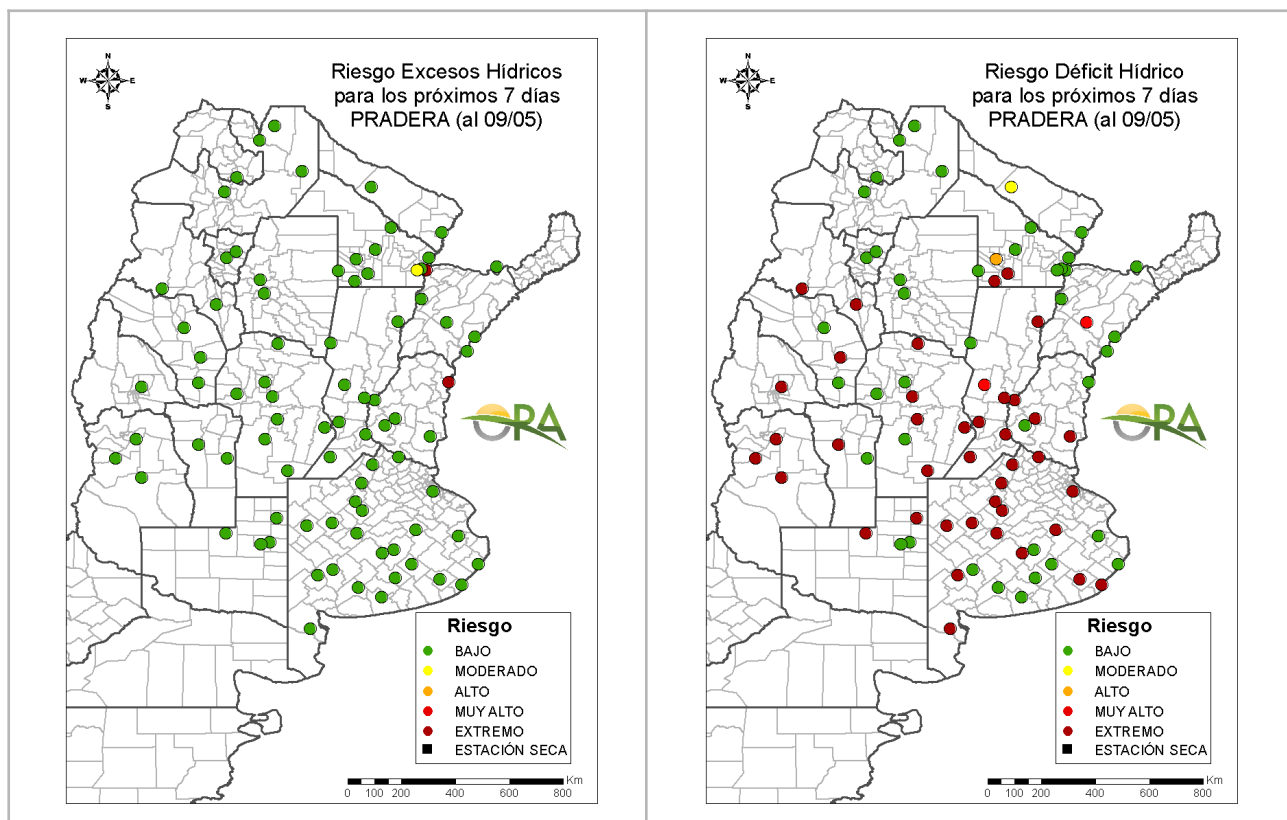 N
W E
S
Riesgo Excesos Hídricos
para los próximos 7 días
PRADERA (al 09/05)
ORA
Riesgo
BAJO
MODERADO
ALTO
MUY ALTO
EXTREMO
ESTACIÓN SECA
Km
0 100 200 400 600 800
N
W E
S
Riesgo Déficit Hídrico
para los próximos 7 días
PRADERA (al 09/05)
ORA
Riesgo
BAJO
MODERADO
ALTO
MUY ALTO
EXTREMO
ESTACIÓN SECA
Km
0 100 200 400 600 800